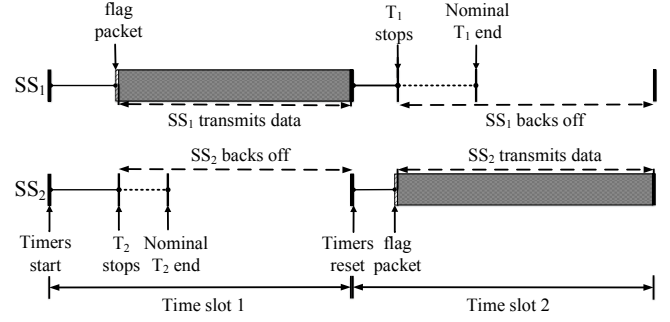 flag
packet
T1
stops
Nominal
T1 end
SS1
SS1 transmits data
SS1 backs off
SS2 backs off
SS2 transmits data
SS2
Timers
start
T2
stops
Nominal
T2 end
Timers
reset
flag
packet
Time slot 1
Time slot 2